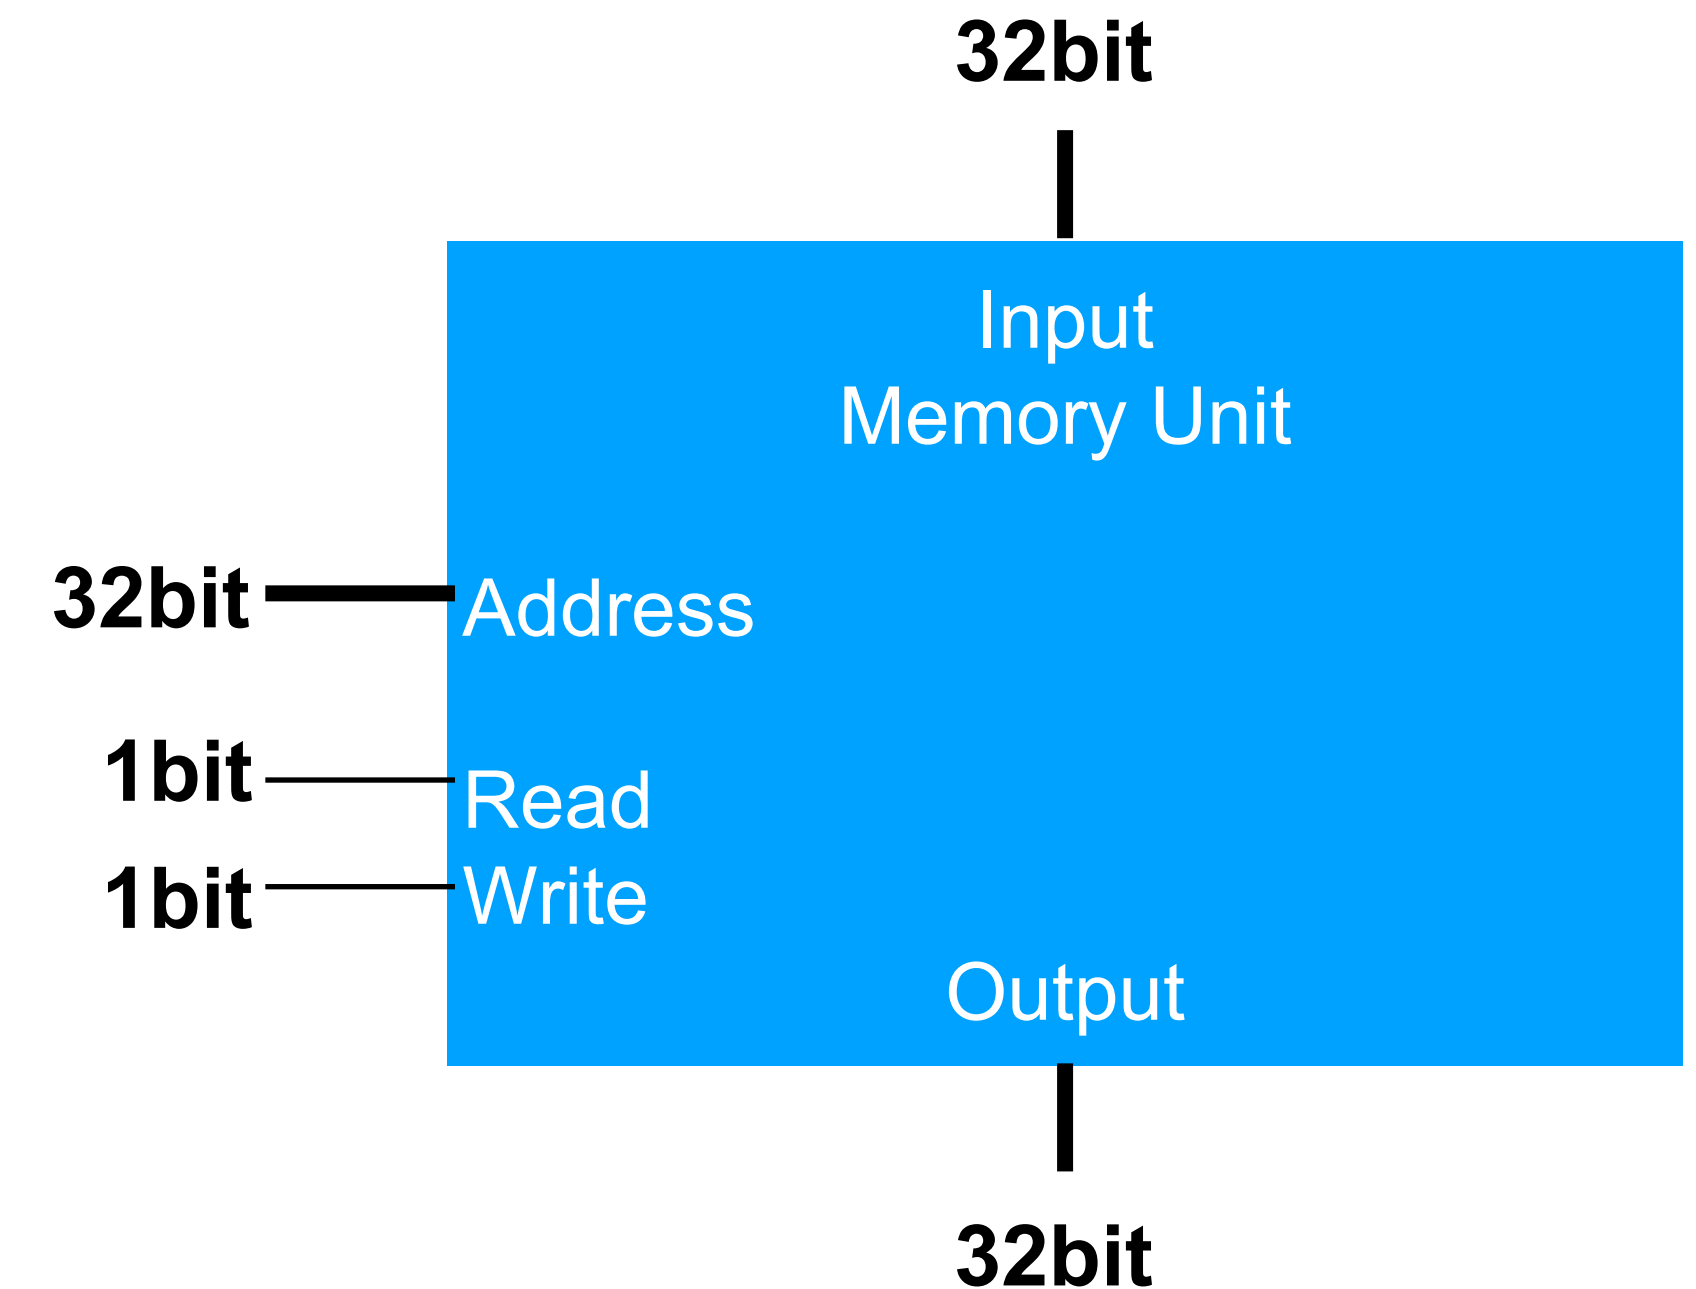 32bit
Input
Memory Unit
32bit
Address
1bit
Read
1bit
Write
Output
32bit